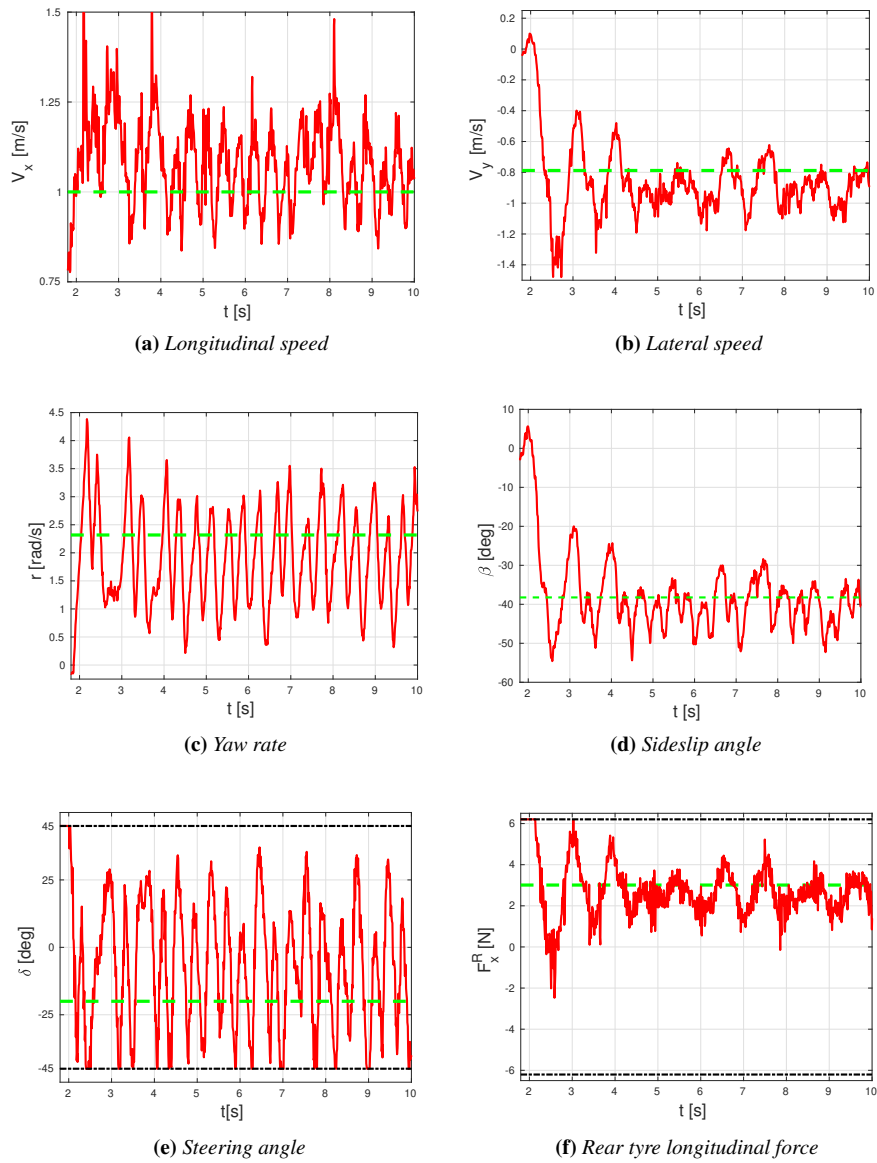 1.5
1.25
1
0.75
V_x [m/s]
2 3 4 5 6 7 8 9 10
t [s]
(a) Longitudinal speed
0.2
0
-0.2
-0.4
-0.6
-0.8
-1
-1.2
-1.4
V_y [m/s]
2 3 4 5 6 7 8 9 10
t [s]
(b) Lateral speed
4.5
4
3.5
3
2.5
2
1.5
1
0.5
0
r [rad/s]
2 3 4 5 6 7 8 9 10
t [s]
(c) Yaw rate
10
0
-10
-20
-30
-40
-50
-60
β [deg]
2 3 4 5 6 7 8 9 10
t [s]
(d) Sideslip angle
45
25
0
-25
-45
δ [deg]
2 3 4 5 6 7 8 9 10
t[s]
(e) Steering angle
6
4
2
0
-2
-4
-6
F_x^R [N]
2 3 4 5 6 7 8 9 10
t [s]
(f) Rear tyre longitudinal force